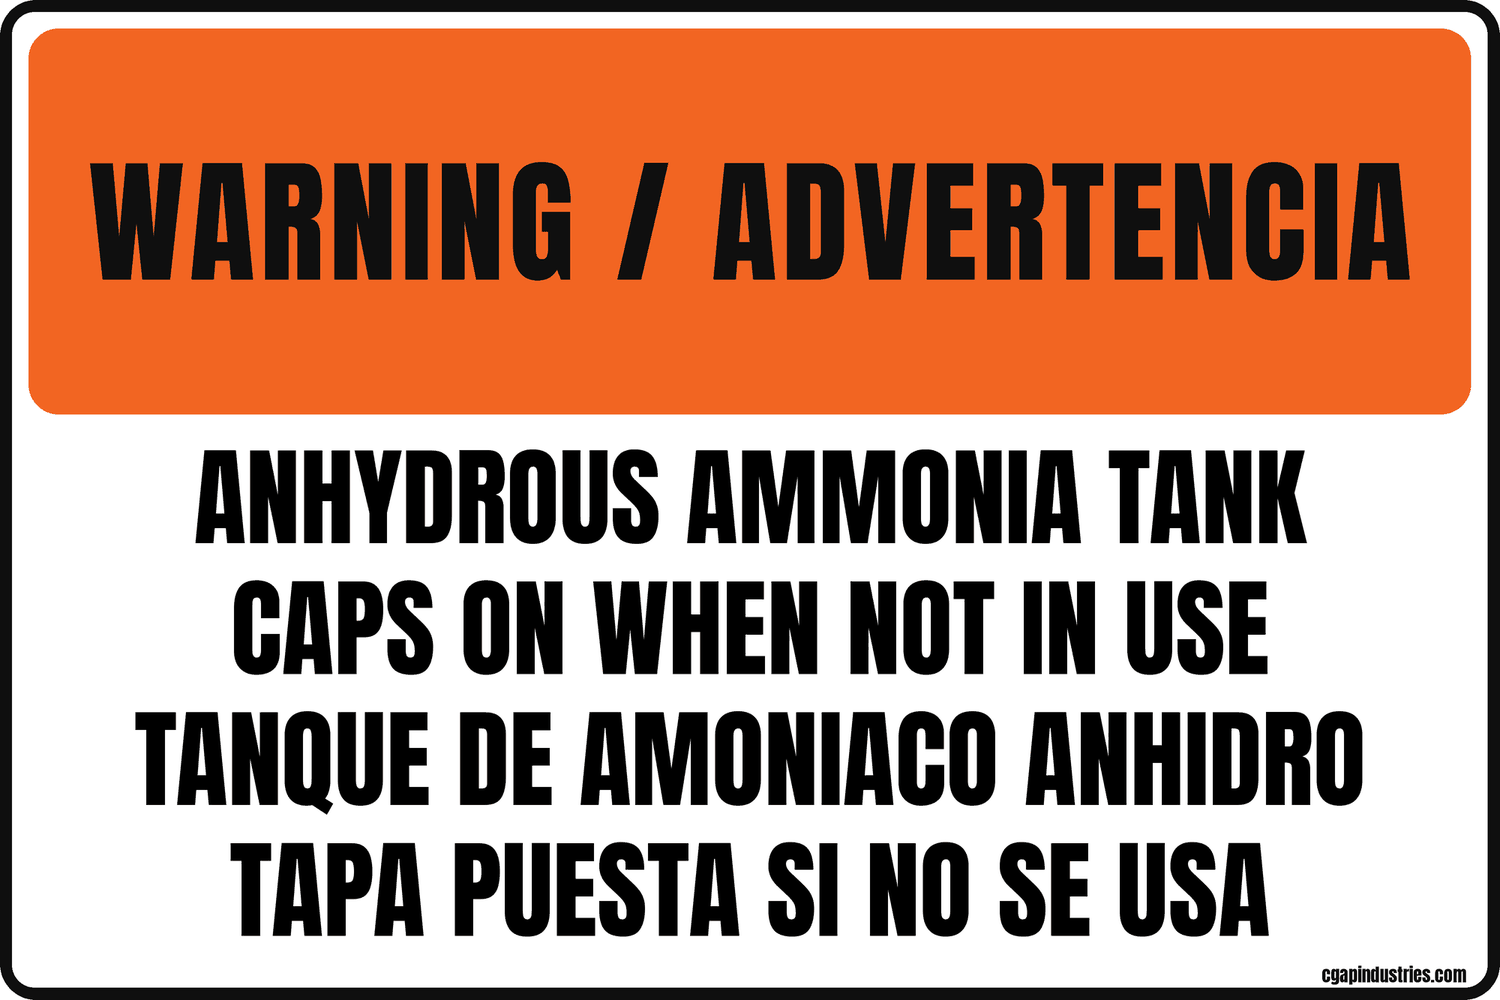 WARNING / ADVERTENCIA
ANHYDROUS AMMONIA TANK
CAPS ON WHEN NOT IN USE
TANQUE DE AMONIACO ANHIDRO
TAPA PUESTA SI NO SE USA
cgapindustries.com